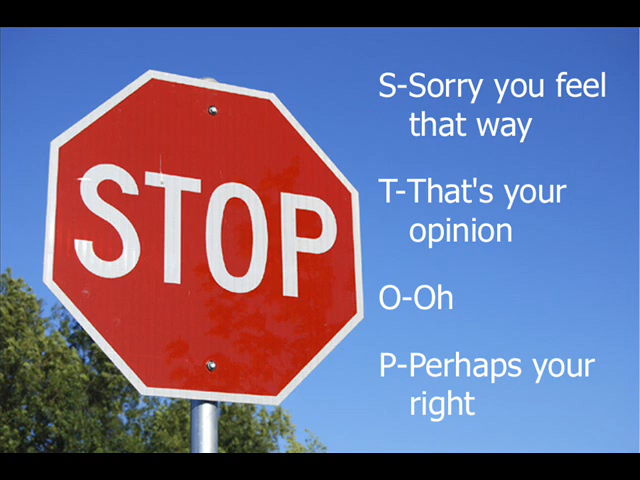 STOP
S-Sorry you feel
that way
T-That's your
opinion
O-Oh
P-Perhaps your
right